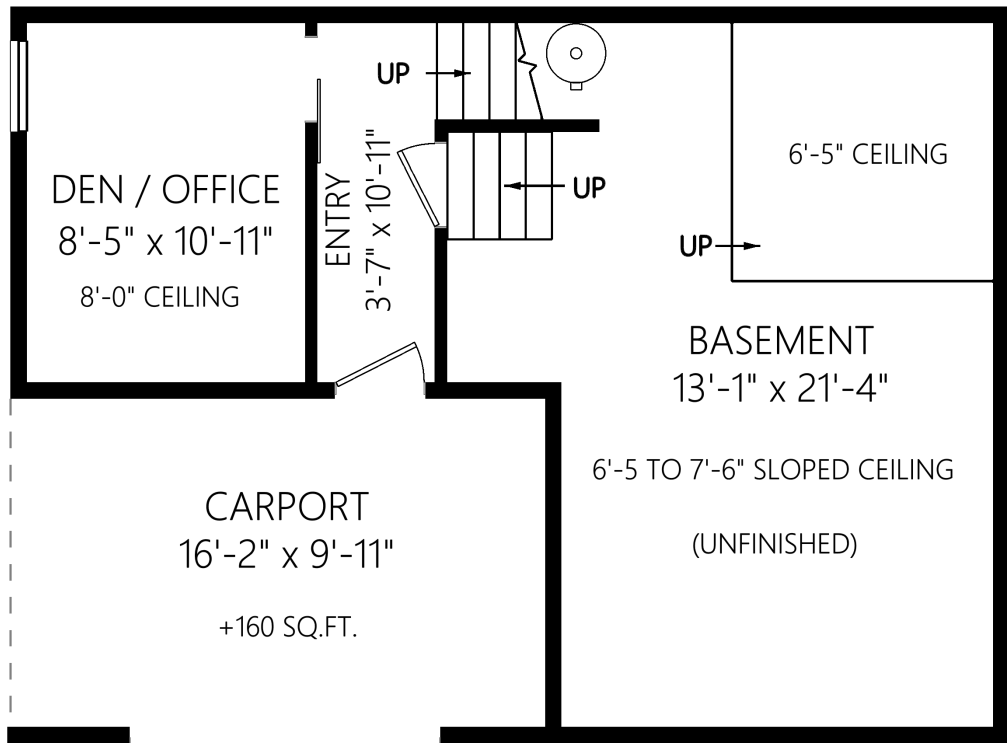 UP
6'-5" CEILING
DEN / OFFICE
8'-5" x 10'-11"
8'-0" CEILING
ENTRY
3'-7" x 10'-11"
UP
UP
BASEMENT
13'-1" x 21'-4"
6'-5 TO 7'-6" SLOPED CEILING
(UNFINISHED)
CARPORT
16'-2" x 9'-11"
+160 SQ.FT.